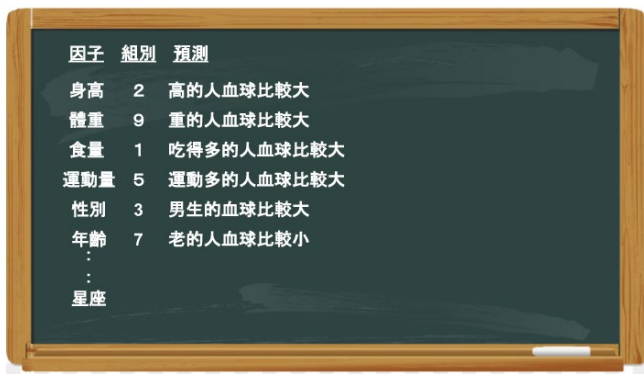 因子 組別 預測
身高 2 高的人血球比較大
體重 9 重的人血球比較大
食量 1 吃得多的人血球比較大
運動量 5 運動多的人血球比較大
性別 3 男生的血球比較大
年齡 7 老的人血球比較小
:
:
星座